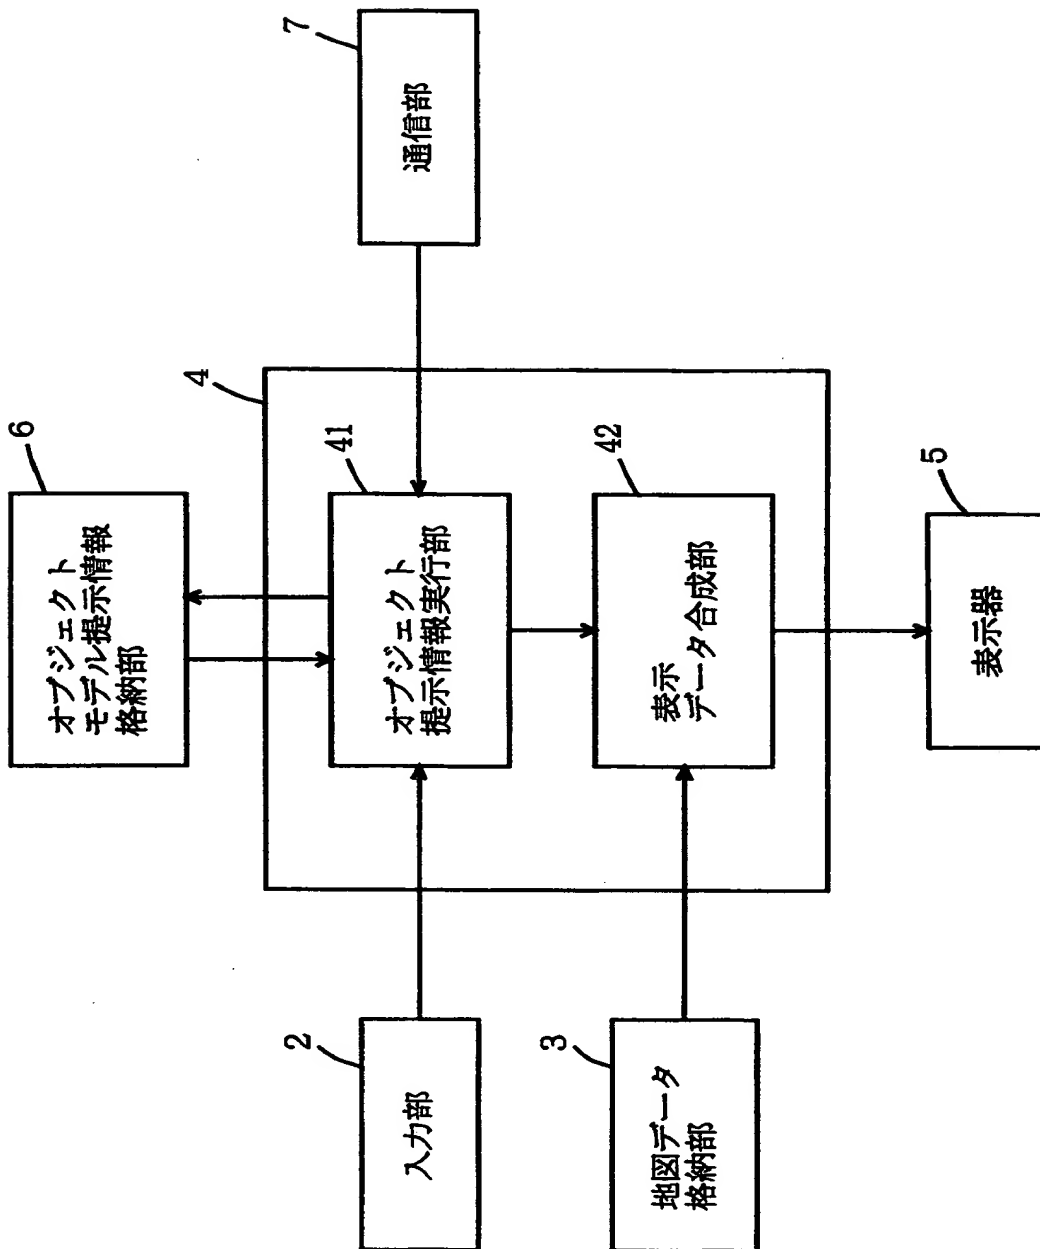 6
オブジェクト
モデル提示情報
格納部
7
通信部
4
41
オブジェクト
提示情報実行部
2
入力部
42
表示
データ合成部
3
地図データ
格納部
5
表示器